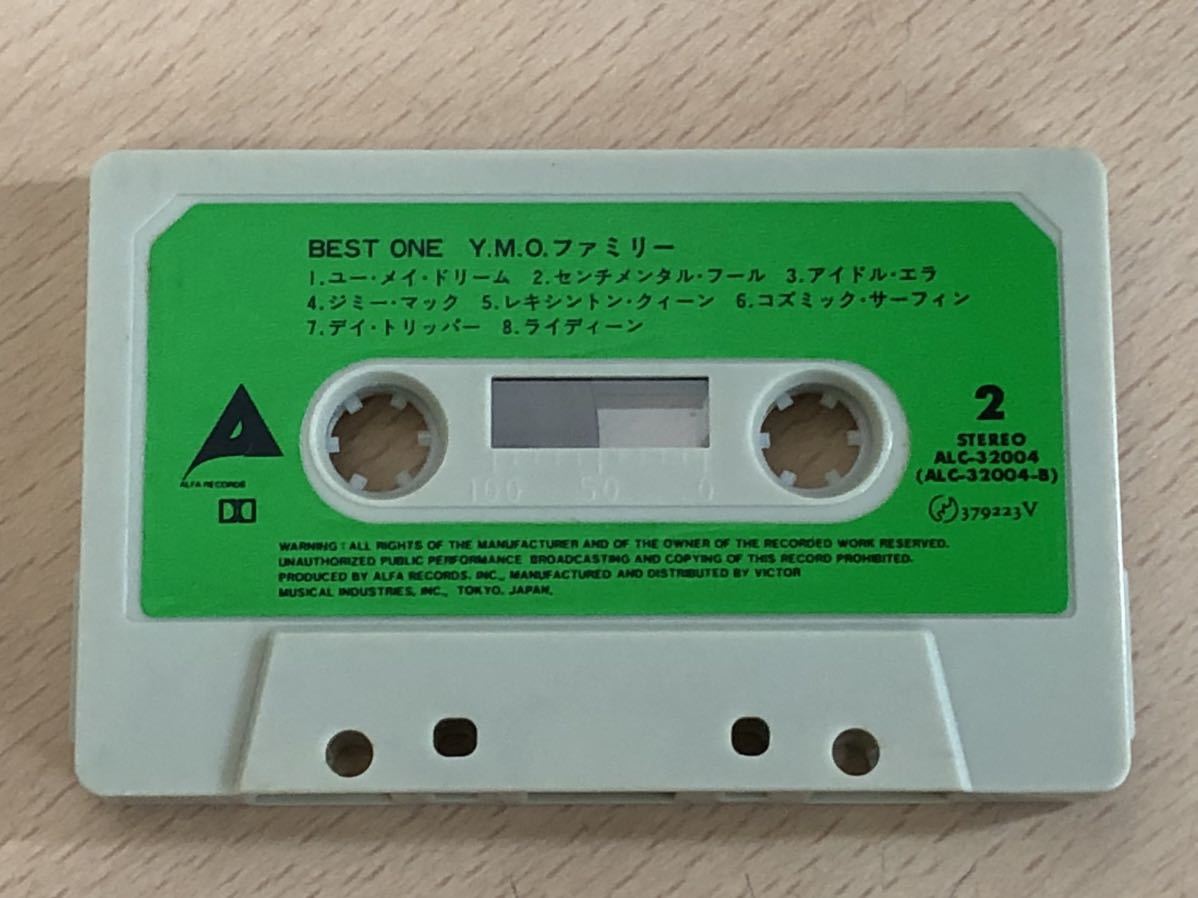 BEST ONE Y.M.O.ファミリー
1.ユー・メイ・ドリーム 2.センチメンタル・フール 3.アイドル・エラ
4.ジミー・マック 5.レキシントン・クィーン 6.コズミック・サーフィン
7.デイ・トリッパー 8.ライディーン
ALFA RECORDS
2
STEREO
ALC-32004
(ALC-32004-B)
379223V
100 50 0
WARNING : ALL RIGHTS OF THE MANUFACTURER AND OF THE OWNER OF THE RECORDED WORK RESERVED.
UNAUTHORIZED PUBLIC PERFORMANCE BROADCASTING AND COPYING OF THIS RECORD PROHIBITED.
PRODUCED BY ALFA RECORDS, INC., MANUFACTURED AND DISTRIBUTED BY VICTOR
MUSICAL INDUSTRIES, INC., TOKYO, JAPAN.